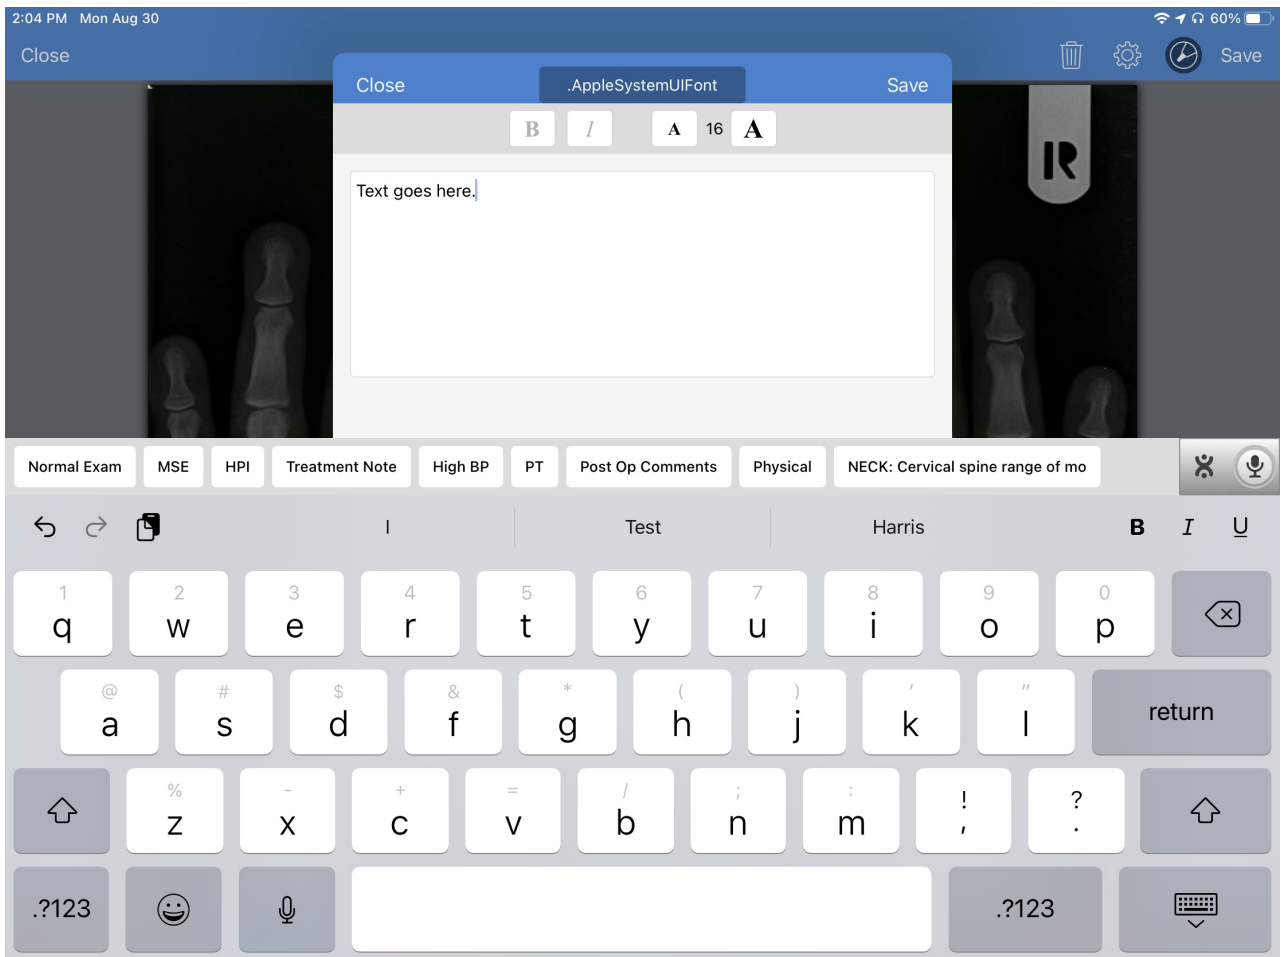 2:04 PM Mon Aug 30
60%
Close
Save
Close
.AppleSystemUIFont
Save
B I A 16 A
R
Text goes here.
Normal Exam MSE HPI Treatment Note High BP PT Post Op Comments Physical NECK: Cervical spine range of mo
I Test Harris B I U
1 2 3 4 5 6 7 8 9 0
q w e r t y u i o p
@ # $ & * ( ) ' "
a s d f g h j k l return
% - + = / ; : ! ?
z x c v b n m , .
.?123 .?123